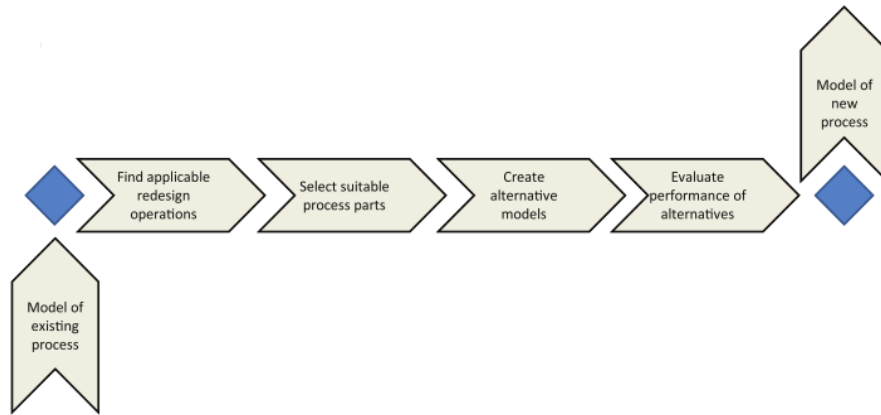 Model of
new
process
Find applicable
redesign
operations
Select suitable
process parts
Create
alternative
models
Evaluate
performance of
alternatives
Model of
existing
process